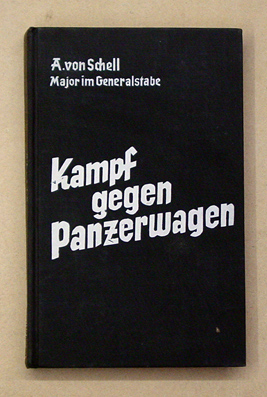 A. von Schell
Major im Generalstabe
Kampf
gegen
Panzerwagen